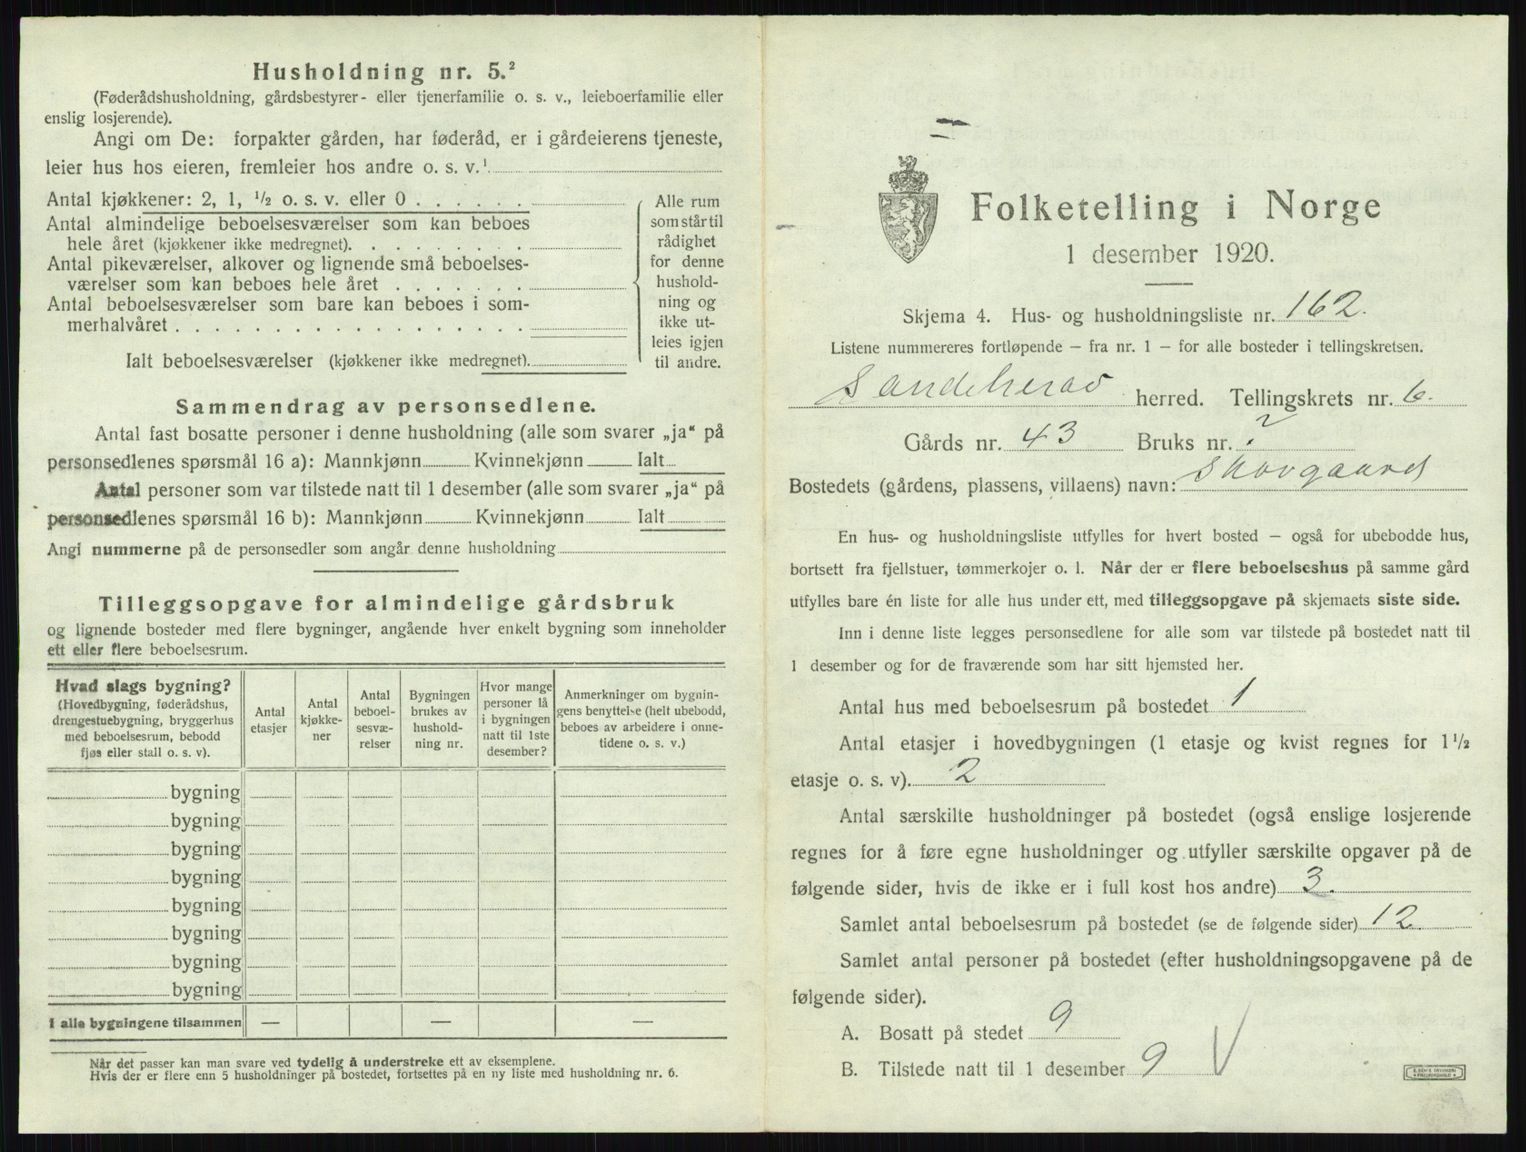 Husholdning nr. 5.²
(Føderådshusholdning, gårdsbestyrer- eller tjenerfamilie o. s. v., leieboerfamilie eller
enslig losjerende).
Angi om De: forpakter gården, har føderåd, er i gårdeierens tjeneste,
leier hus hos eieren, fremleier hos andre o. s. v.¹
Antal kjøkkener: 2, 1, ½ o. s. v. eller 0 . . . . . .
Antal almindelige beboelsesværelser som kan beboes
hele året (kjøkkener ikke medregnet). . . . . . . . .
Antal pikeværelser, alkover og lignende små beboelses-
værelser som kan beboes hele året . . . . . . .
Antal beboelsesværelser som bare kan beboes i som-
merhalvåret . . . . . . . . . . . . . . . . . .
Ialt beboelsesværelser (kjøkkener ikke medregnet).
Alle rum
som står til
rådighet
for denne
hushold-
ning og
ikke ut-
leies igjen
til andre.
Sammendrag av personsedlene.
Antal fast bosatte personer i denne husholdning (alle som svarer „ja“ på
personsedlenes spørsmål 16 a): Mannkjønn Kvinnekjønn Ialt
Antal personer som var tilstede natt til 1 desember (alle som svarer „ja“ på
personsedlenes spørsmål 16 b): Mannkjønn Kvinnekjønn Ialt
Angi nummerne på de personsedler som angår denne husholdning
Tilleggsopgave for almindelige gårdsbruk
og lignende bosteder med flere bygninger, angående hver enkelt bygning som inneholder
ett eller flere beboelsesrum.
Hvad slags bygning?
(Hovedbygning, føderådshus,
drengestuebygning, bryggerhus
med beboelsesrum, bebodd
fjøs eller stall o. s. v).
Antal
etasjer
Antal
kjøkke-
ner
Antal
beboel-
sesvæ-
relser
Bygningen
brukes av
hushold-
ning nr.
Hvor mange
personer lå
i bygningen
natt til 1ste
desember?
Anmerkninger om bygnin-
gens benyttelse (helt ubebodd,
beboes av arbeidere i onne-
tidene o. s. v.)
bygning
bygning
bygning
bygning
bygning
bygning
bygning
bygning
I alle bygningene tilsammen — — —
Når det passer kan man svare ved tydelig å understreke ett av eksemplene.
Hvis der er flere enn 5 husholdninger på bostedet, fortsettes på en ny liste med husholdning nr. 6.
Folketelling i Norge
1 desember 1920.
Skjema 4. Hus- og husholdningsliste nr. 162.
Listene nummereres fortløpende — fra nr. 1 — for alle bosteder i tellingskretsen.
Sandeherad herred. Tellingskrets nr. 6.
Gårds nr. 43 Bruks nr. ?
Bostedets (gårdens, plassens, villaens) navn: Skovgaard
En hus- og husholdningsliste utfylles for hvert bosted — også for ubebodde hus,
bortsett fra fjellstuer, tømmerkojer o. l. Når der er flere beboelseshus på samme gård
utfylles bare én liste for alle hus under ett, med tilleggsopgave på skjemaets siste side.
Inn i denne liste legges personsedlene for alle som var tilstede på bostedet natt til
1 desember og for de fraværende som har sitt hjemsted her.
Antal hus med beboelsesrum på bostedet 1
Antal etasjer i hovedbygningen (1 etasje og kvist regnes for 1½
etasje o. s. v). 2
Antal særskilte husholdninger på bostedet (også enslige losjerende
regnes for å føre egne husholdninger og utfyller særskilte opgaver på de
følgende sider, hvis de ikke er i full kost hos andre) 3.
Samlet antal beboelsesrum på bostedet (se de følgende sider) 12.
Samlet antal personer på bostedet (efter husholdningsopgavene på de
følgende sider).
A. Bosatt på stedet 9
B. Tilstede natt til 1 desember 9